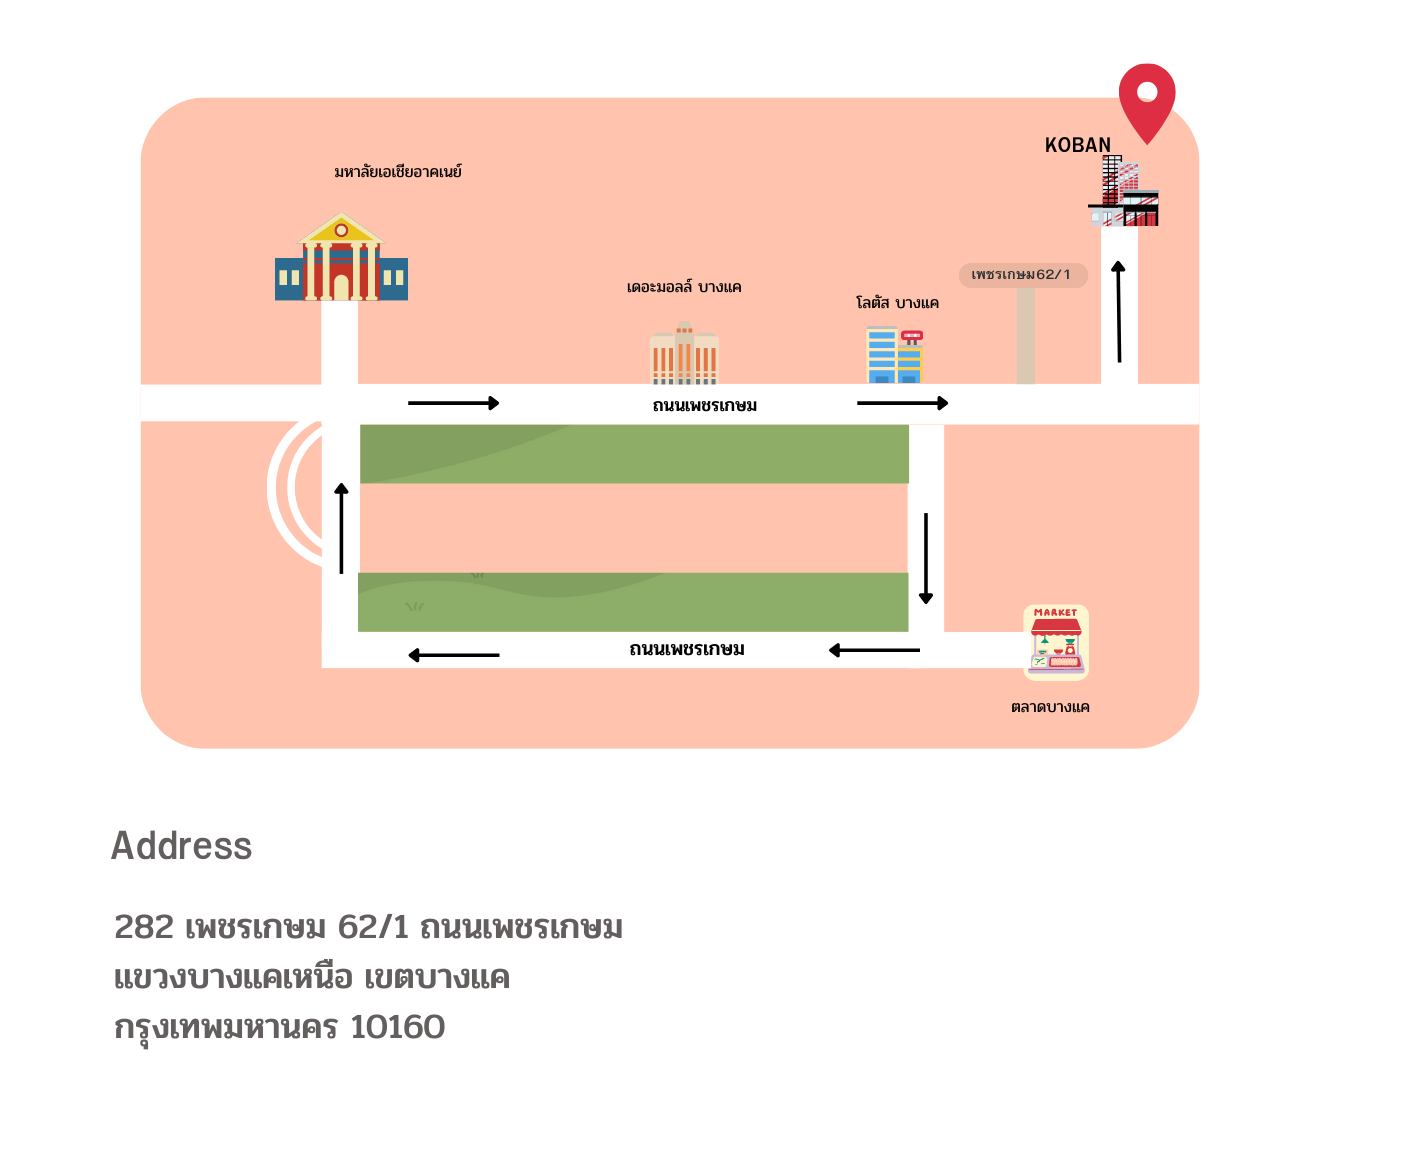 KOBAN
มหาลัยเอเชียอาคเนย์
เพชรเกษม62/1
เดอะมอลล์ บางแค
โลตัส บางแค
ถนนเพชรเกษม
MARKET
ถนนเพชรเกษม
ตลาดบางแค
Address
282 เพชรเกษม 62/1 ถนนเพชรเกษม
แขวงบางแคเหนือ เขตบางแค
กรุงเทพมหานคร 10160